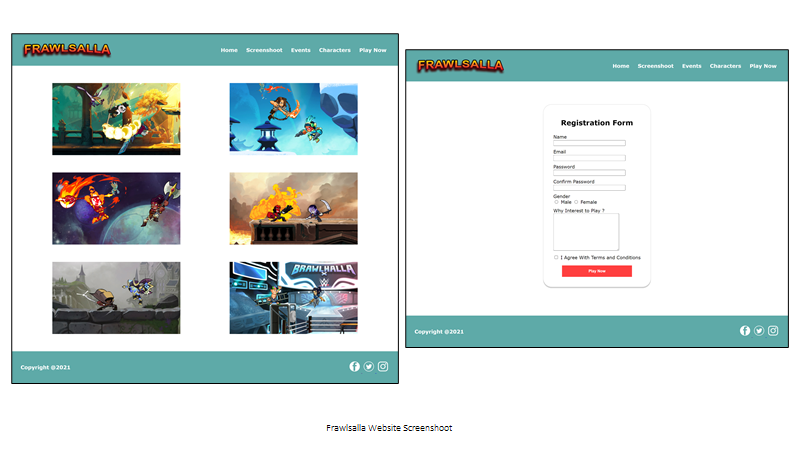 FRAWLSALLA
Home Screenshoot Events Characters Play Now
BRAWLHALLA
Copyright @2021
FRAWLSALLA
Home Screenshoot Events Characters Play Now
Registration Form
Name
Email
Password
Confirm Password
Gender
Male Female
Why Interest to Play ?
I Agree With Terms and Conditions
Play Now
Copyright @2021
Frawlsalla Website Screenshoot